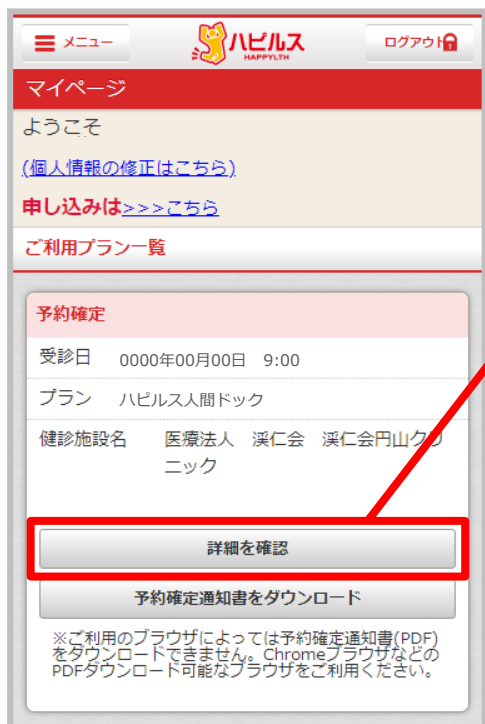 メニュー
ハピルス
HAPPYLTH
ログアウト
マイページ
ようこそ
(個人情報の修正はこちら)
申し込みは>>>こちら
ご利用プラン一覧
予約確定
受診日 0000年00月00日 9:00
プラン ハピルス人間ドック
健診施設名 医療法人 渓仁会 渓仁会円山クリ
ニック
詳細を確認
予約確定通知書をダウンロード
※ご利用のブラウザによっては予約確定通知書(PDF)
をダウンロードできません。Chromeブラウザなどの
PDFダウンロード可能なブラウザをご利用ください。